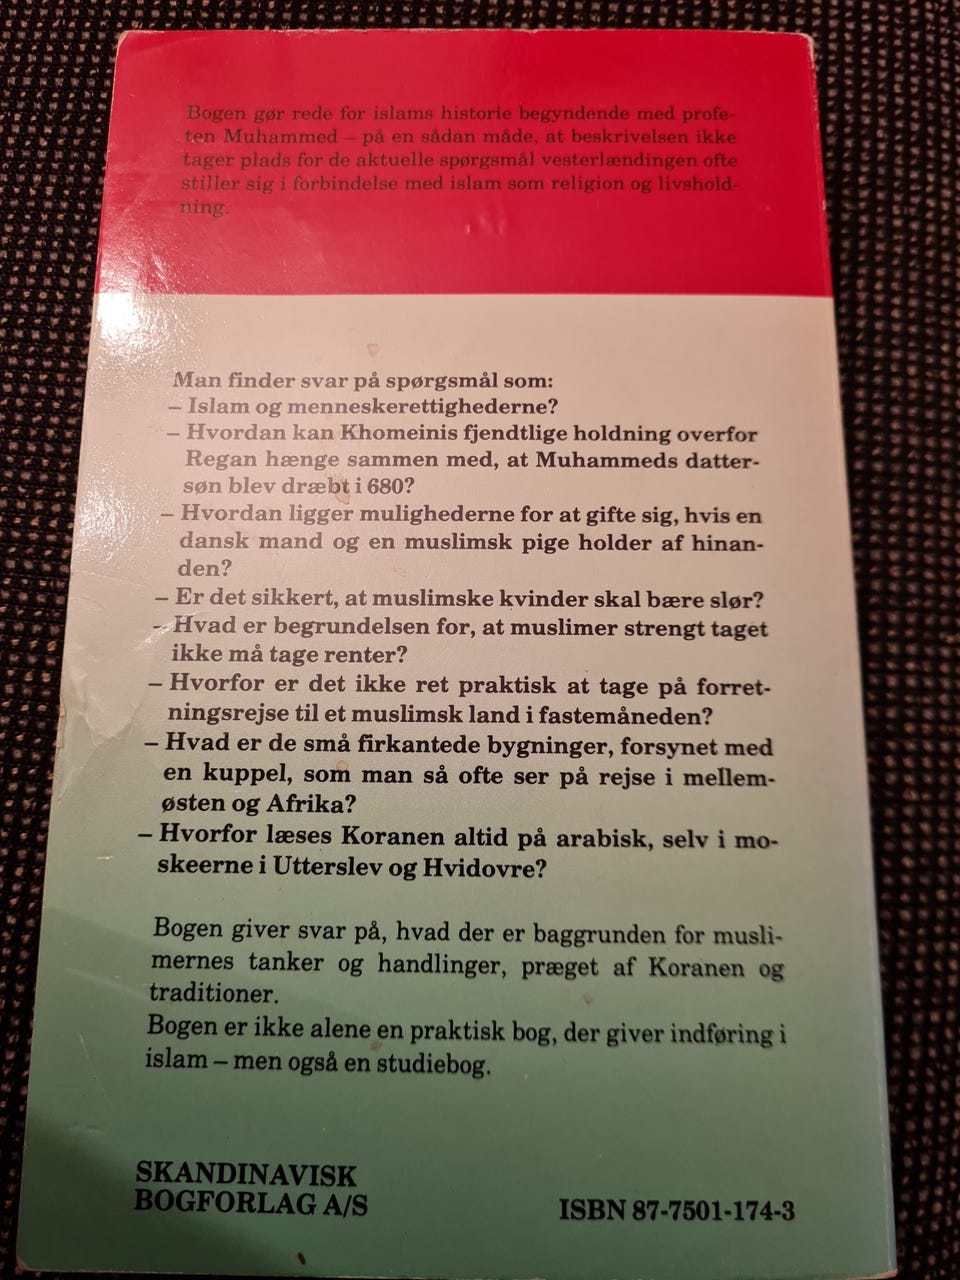 Bogen gør rede for islams historie begyndende med profe-
ten Muhammed – på en sådan måde, at beskrivelsen ikke
tager plads for de aktuelle spørgsmål vesterlændingen ofte
stiller sig i forbindelse med islam som religion og livshold-
ning.
Man finder svar på spørgsmål som:
– Islam og menneskerettighederne?
– Hvordan kan Khomeinis fjendtlige holdning overfor
Regan hænge sammen med, at Muhammeds datter-
søn blev dræbt i 680?
– Hvordan ligger mulighederne for at gifte sig, hvis en
dansk mand og en muslimsk pige holder af hinan-
den?
– Er det sikkert, at muslimske kvinder skal bære slør?
– Hvad er begrundelsen for, at muslimer strengt taget
ikke må tage renter?
– Hvorfor er det ikke ret praktisk at tage på forret-
ningsrejse til et muslimsk land i fastemåneden?
– Hvad er de små firkantede bygninger, forsynet med
en kuppel, som man så ofte ser på rejse i mellem-
østen og Afrika?
– Hvorfor læses Koranen altid på arabisk, selv i mo-
skeerne i Utterslev og Hvidovre?
Bogen giver svar på, hvad der er baggrunden for musli-
mernes tanker og handlinger, præget af Koranen og
traditioner.
Bogen er ikke alene en praktisk bog, der giver indføring i
islam – men også en studiebog.
SKANDINAVISK
BOGFORLAG A/S
ISBN 87-7501-174-3